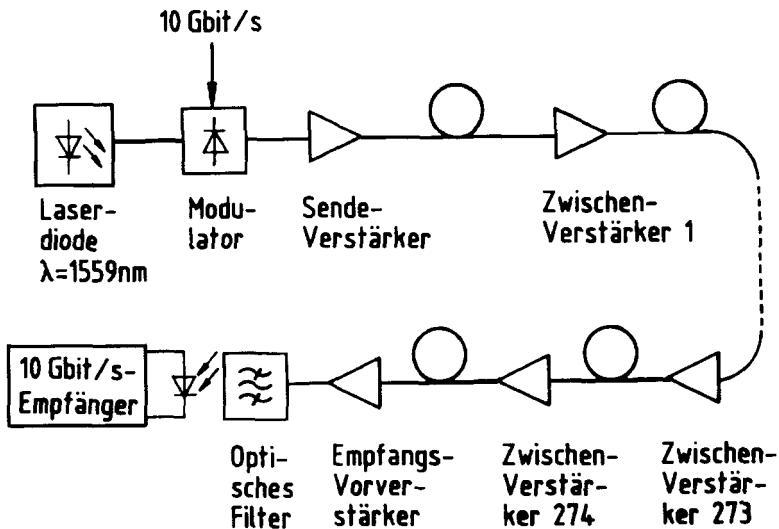 10 Gbit/s
Laser-
diode
λ=1559nm
Modu-
lator
Sende-
Verstärker
Zwischen-
Verstärker 1
10 Gbit/s-
Empfänger
Opti-
sches
Filter
Empfangs-
Vorver-
stärker
Zwischen-
Verstär-
ker 274
Zwischen-
Verstär-
ker 273